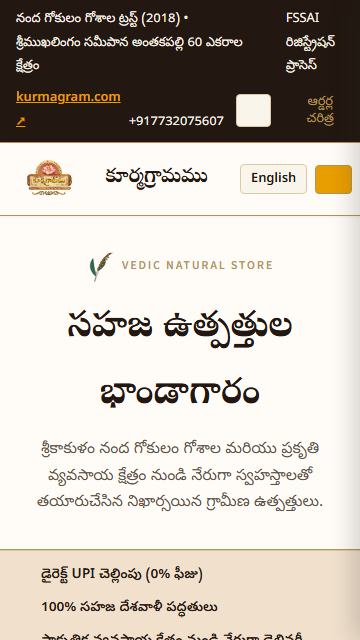 నంద గోకులం గోశాల ట్రస్ట్ (2018) •
శ్రీముఖలింగం సమీపాన అంతకపల్లి 60 ఎకరాల
క్షేత్రం
FSSAI
రిజిస్ట్రేషన్
ప్రాసెస్
kurmagram.com
↗
+917732075607
ఆర్డర్ల
చరిత్ర
కూర్మగ్రామము
English
VEDIC NATURAL STORE
సహజ ఉత్పత్తుల
భాండాగారం
శ్రీకాకుళం నంద గోకులం గోశాల మరియు ప్రకృతి
వ్యవసాయ క్షేత్రం నుండి నేరుగా స్వహస్తాలతో
తయారుచేసిన నిఖార్సయిన గ్రామీణ ఉత్పత్తులు.
డైరెక్ట్ UPI చెల్లింపు (0% ఫీజు)
100% సహజ దేశవాళీ పద్ధతులు